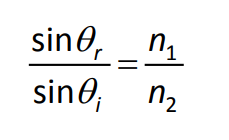 sinθᵣ / sinθᵢ = n₁ / n₂